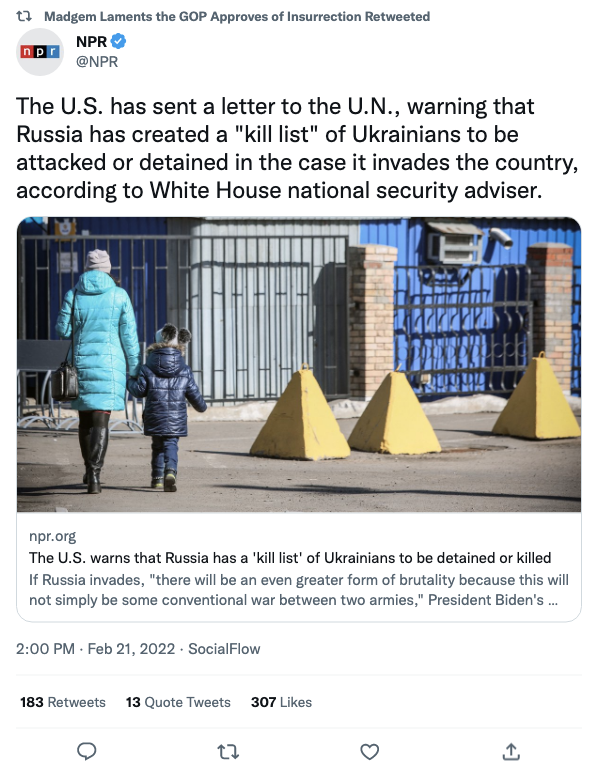 Madgem Laments the GOP Approves of Insurrection Retweeted
npr
NPR
@NPR
The U.S. has sent a letter to the U.N., warning that
Russia has created a "kill list" of Ukrainians to be
attacked or detained in the case it invades the country,
according to White House national security adviser.
npr.org
The U.S. warns that Russia has a 'kill list' of Ukrainians to be detained or killed
If Russia invades, "there will be an even greater form of brutality because this will
not simply be some conventional war between two armies," President Biden's ...
2:00 PM · Feb 21, 2022 · SocialFlow
183 Retweets 13 Quote Tweets 307 Likes